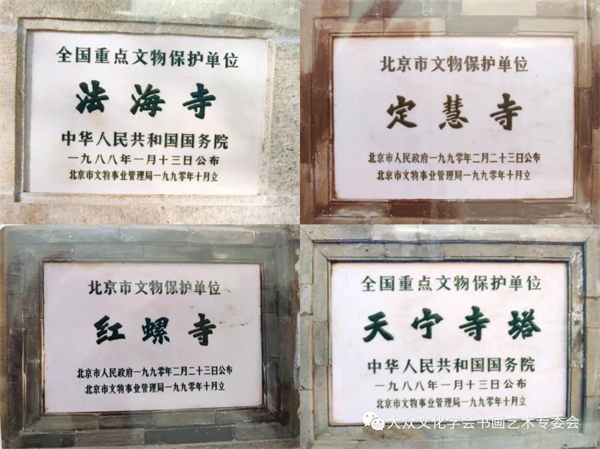 全国重点文物保护单位
法海寺
中华人民共和国国务院
一九八八年一月十三日公布
北京市文物事业管理局一九九零年十月立
北京市文物保护单位
定慧寺
北京市人民政府一九九零年二月二十三日公布
北京市文物事业管理局一九九零年十月立
北京市文物保护单位
红螺寺
北京市人民政府一九九零年二月二十三日公布
北京市文物事业管理局一九九零年十月立
全国重点文物保护单位
天宁寺塔
中华人民共和国国务院
一九八八年一月十三日公布
北京市文物事业管理局一九九零年十月立
大众文化学会书画艺术专委会